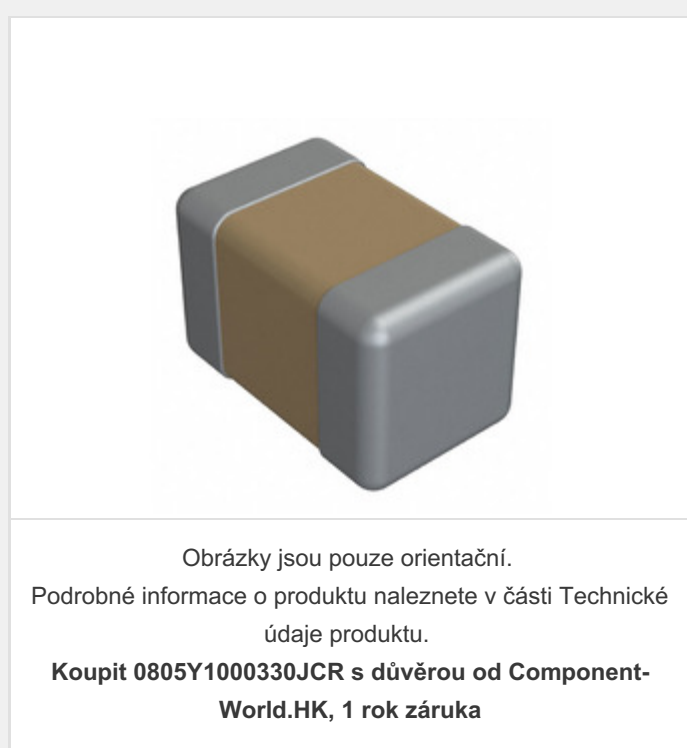 Obrázky jsou pouze orientační.
Podrobné informace o produktu naleznete v části Technické
údaje produktu.
Koupit 0805Y1000330JCR s důvěrou od Component-
World.HK, 1 rok záruka